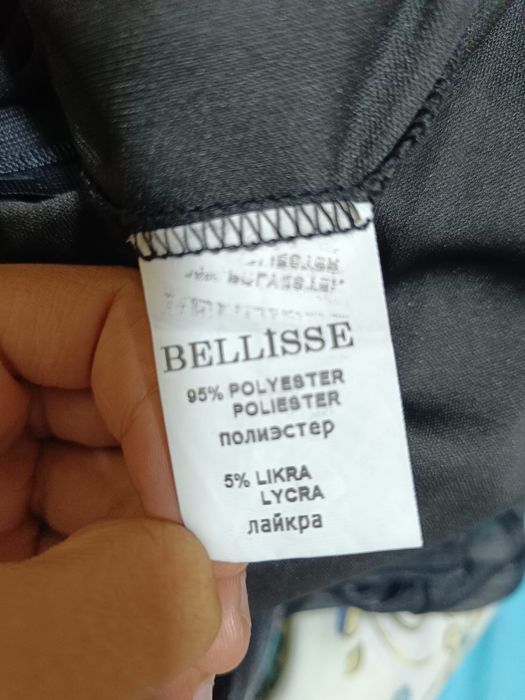 BELLİSSE
95% POLYESTER
POLIESTER
полиэстер
5% LIKRA
LYCRA
лайкра